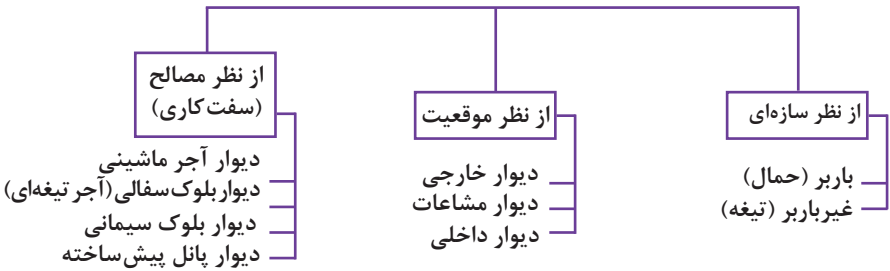 از نظر سازه‌ای
باربر (حمال)
غیرباربر (تیغه)
از نظر موقعیت
دیوار خارجی
دیوار مشاعات
دیوار داخلی
از نظر مصالح
(سفت‌کاری)
دیوار آجر ماشینی
دیوار بلوک سفالی (آجر تیغه‌ای)
دیوار بلوک سیمانی
دیوار پانل پیش‌ساخته